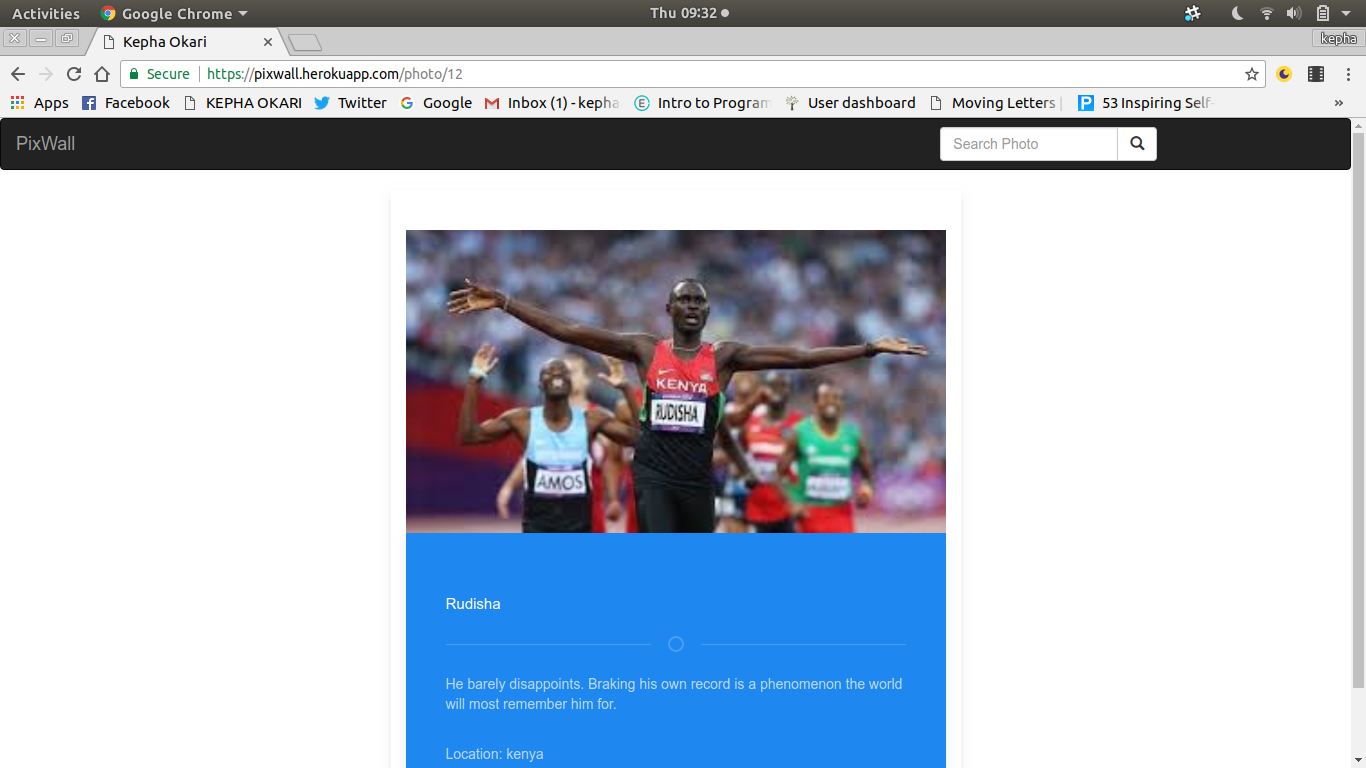 Activities Google Chrome Thu 09:32
Kepha Okari kepha
Secure https://pixwall.herokuapp.com/photo/12
Apps Facebook KEPHA OKARI Twitter Google Inbox (1) - kepha Intro to Program User dashboard Moving Letters | 53 Inspiring Self- »
PixWall Search Photo
KENYA
RUDISHA
AMOS
Rudisha
He barely disappoints. Braking his own record is a phenomenon the world
will most remember him for.
Location: kenya